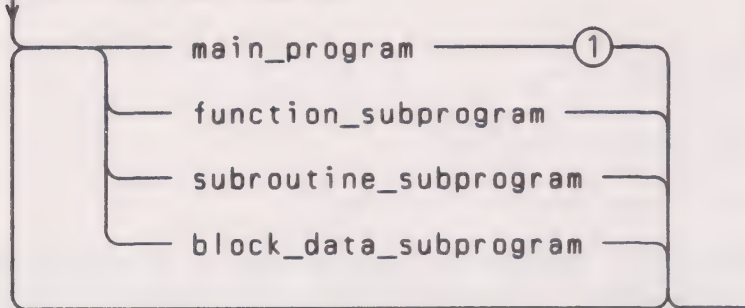 main_program 1
function_subprogram
subroutine_subprogram
block_data_subprogram